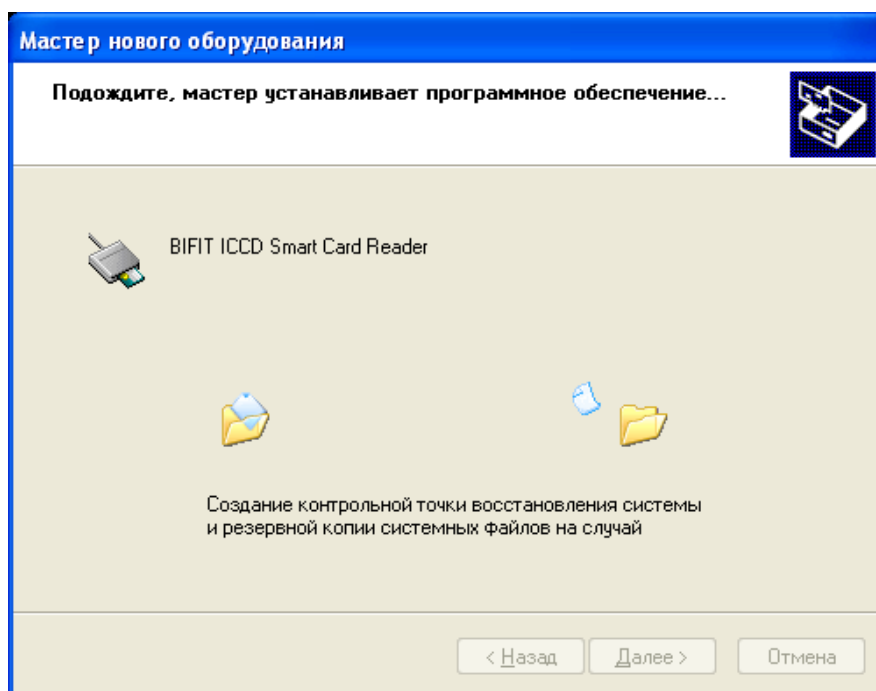 Мастер нового оборудования
Подождите, мастер устанавливает программное обеспечение...
BIFIT ICCD Smart Card Reader
Создание контрольной точки восстановления системы
и резервной копии системных файлов на случай
< Назад
Далее >
Отмена